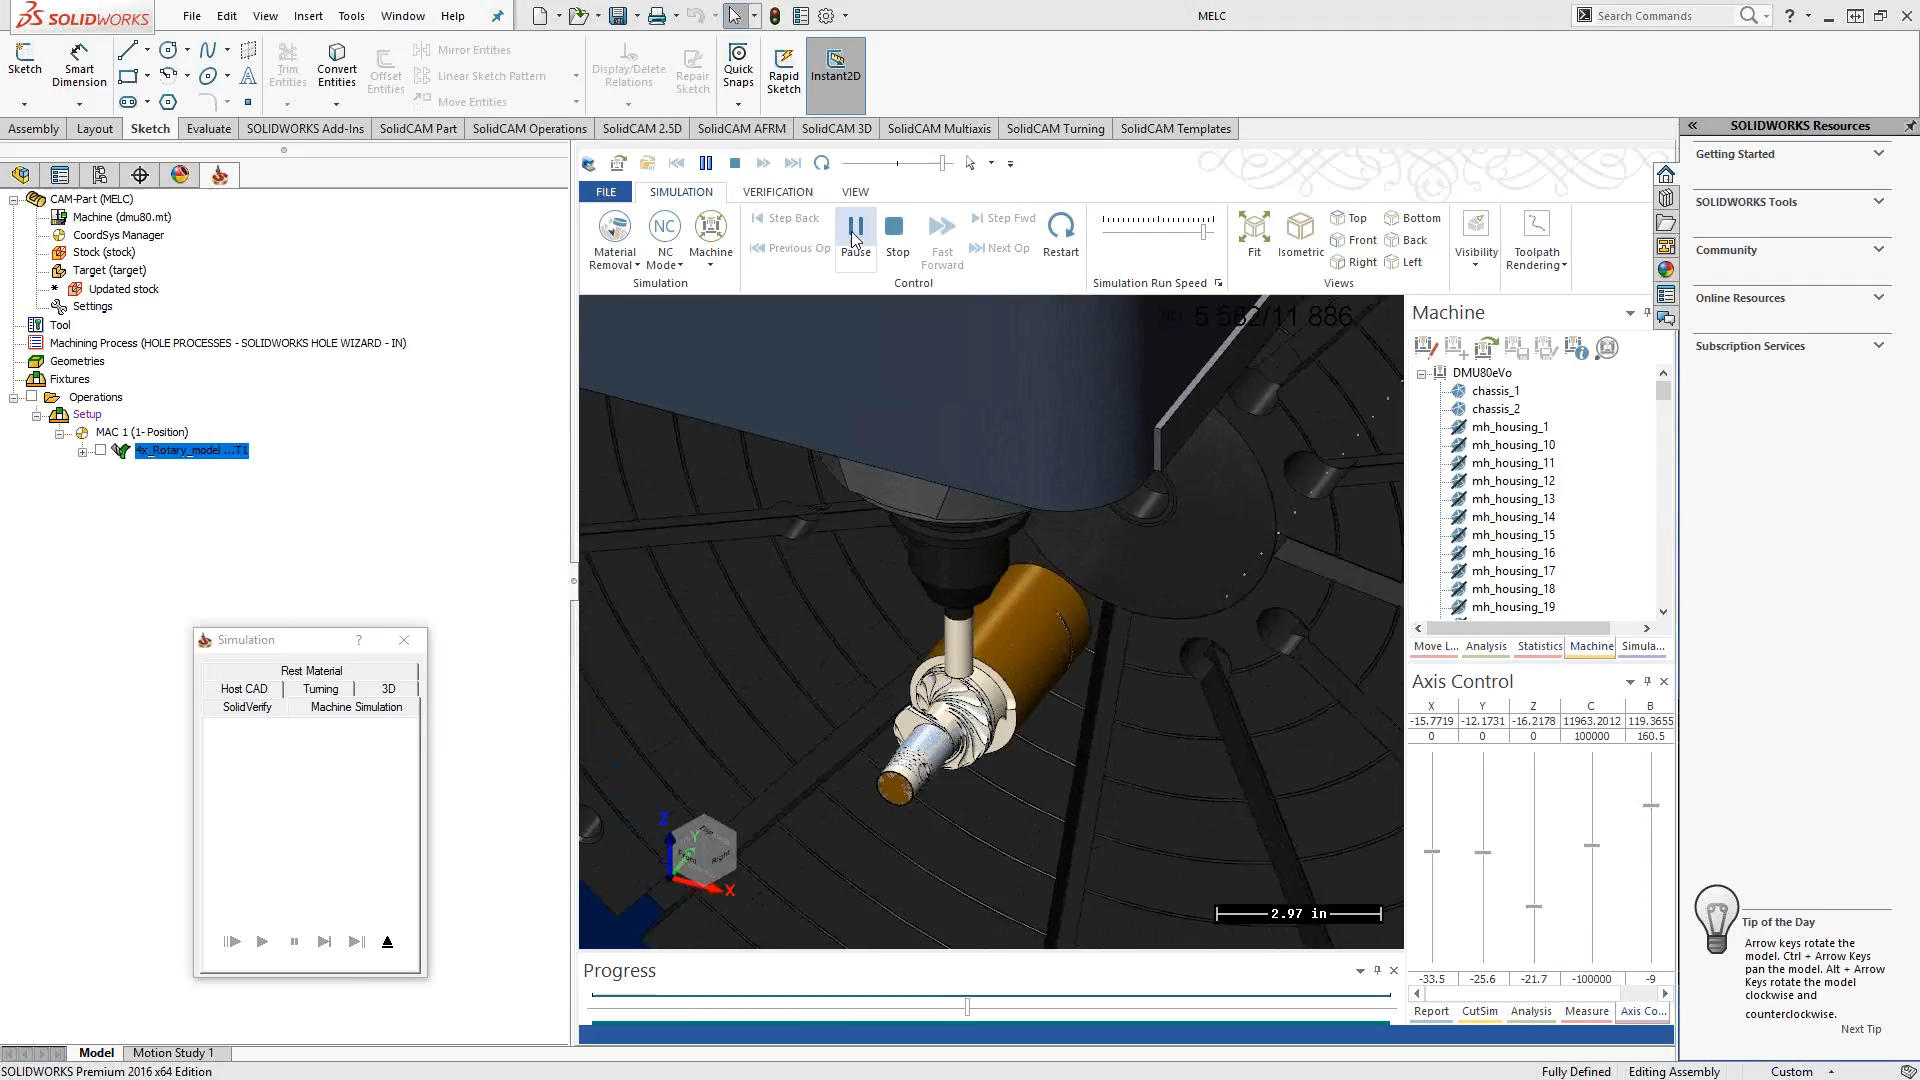 SOLIDWORKS
File Edit View Insert Tools Window Help
MELC
Search Commands
Sketch
Smart Dimension
Trim Entities
Convert Entities
Offset Entities
Mirror Entities
Linear Sketch Pattern
Move Entities
Display/Delete Relations
Repair Sketch
Quick Snaps
Rapid Sketch
Instant2D
Assembly Layout Sketch Evaluate SOLIDWORKS Add-Ins SolidCAM Part SolidCAM Operations SolidCAM 2.5D SolidCAM AFRM SolidCAM 3D SolidCAM Multiaxis SolidCAM Turning SolidCAM Templates
CAM-Part (MELC)
Machine (dmu80.mt)
CoordSys Manager
Stock (stock)
Target (target)
* Updated stock
Settings
Tool
Machining Process (HOLE PROCESSES - SOLIDWORKS HOLE WIZARD - IN)
Geometries
Fixtures
Operations
Setup
MAC 1 (1- Position)
4x_Rotary_model ...T1
Simulation ?
Rest Material
Host CAD Turning 3D
SolidVerify Machine Simulation
FILE SIMULATION VERIFICATION VIEW
Material Removal
NC Mode
Machine
Simulation
Step Back
Previous Op
Pause
Stop
Fast Forward
Step Fwd
Next Op
Restart
Control
Simulation Run Speed
Fit
Isometric
Top Bottom
Front Back
Right Left
Views
Visibility
Toolpath Rendering
5 582/11 886
Z
Y
X
Front
Right
2.97 in
Progress
Machine
DMU80eVo
chassis_1
chassis_2
mh_housing_1
mh_housing_10
mh_housing_11
mh_housing_12
mh_housing_13
mh_housing_14
mh_housing_15
mh_housing_16
mh_housing_17
mh_housing_18
mh_housing_19
Move L... Analysis Statistics Machine Simula...
Axis Control
X Y Z C B
-15.7719 -12.1731 -16.2178 11963.2012 119.3655
0 0 0 100000 160.5
-33.5 -25.6 -21.7 -100000 -9
Report CutSim Analysis Measure Axis Co...
SOLIDWORKS Resources
Getting Started
SOLIDWORKS Tools
Community
Online Resources
Subscription Services
Tip of the Day
Arrow keys rotate the
model. Ctrl + Arrow Keys
pan the model. Alt + Arrow
Keys rotate the model
clockwise and
counterclockwise.
Next Tip
Model Motion Study 1
SOLIDWORKS Premium 2016 x64 Edition
Fully Defined Editing Assembly Custom